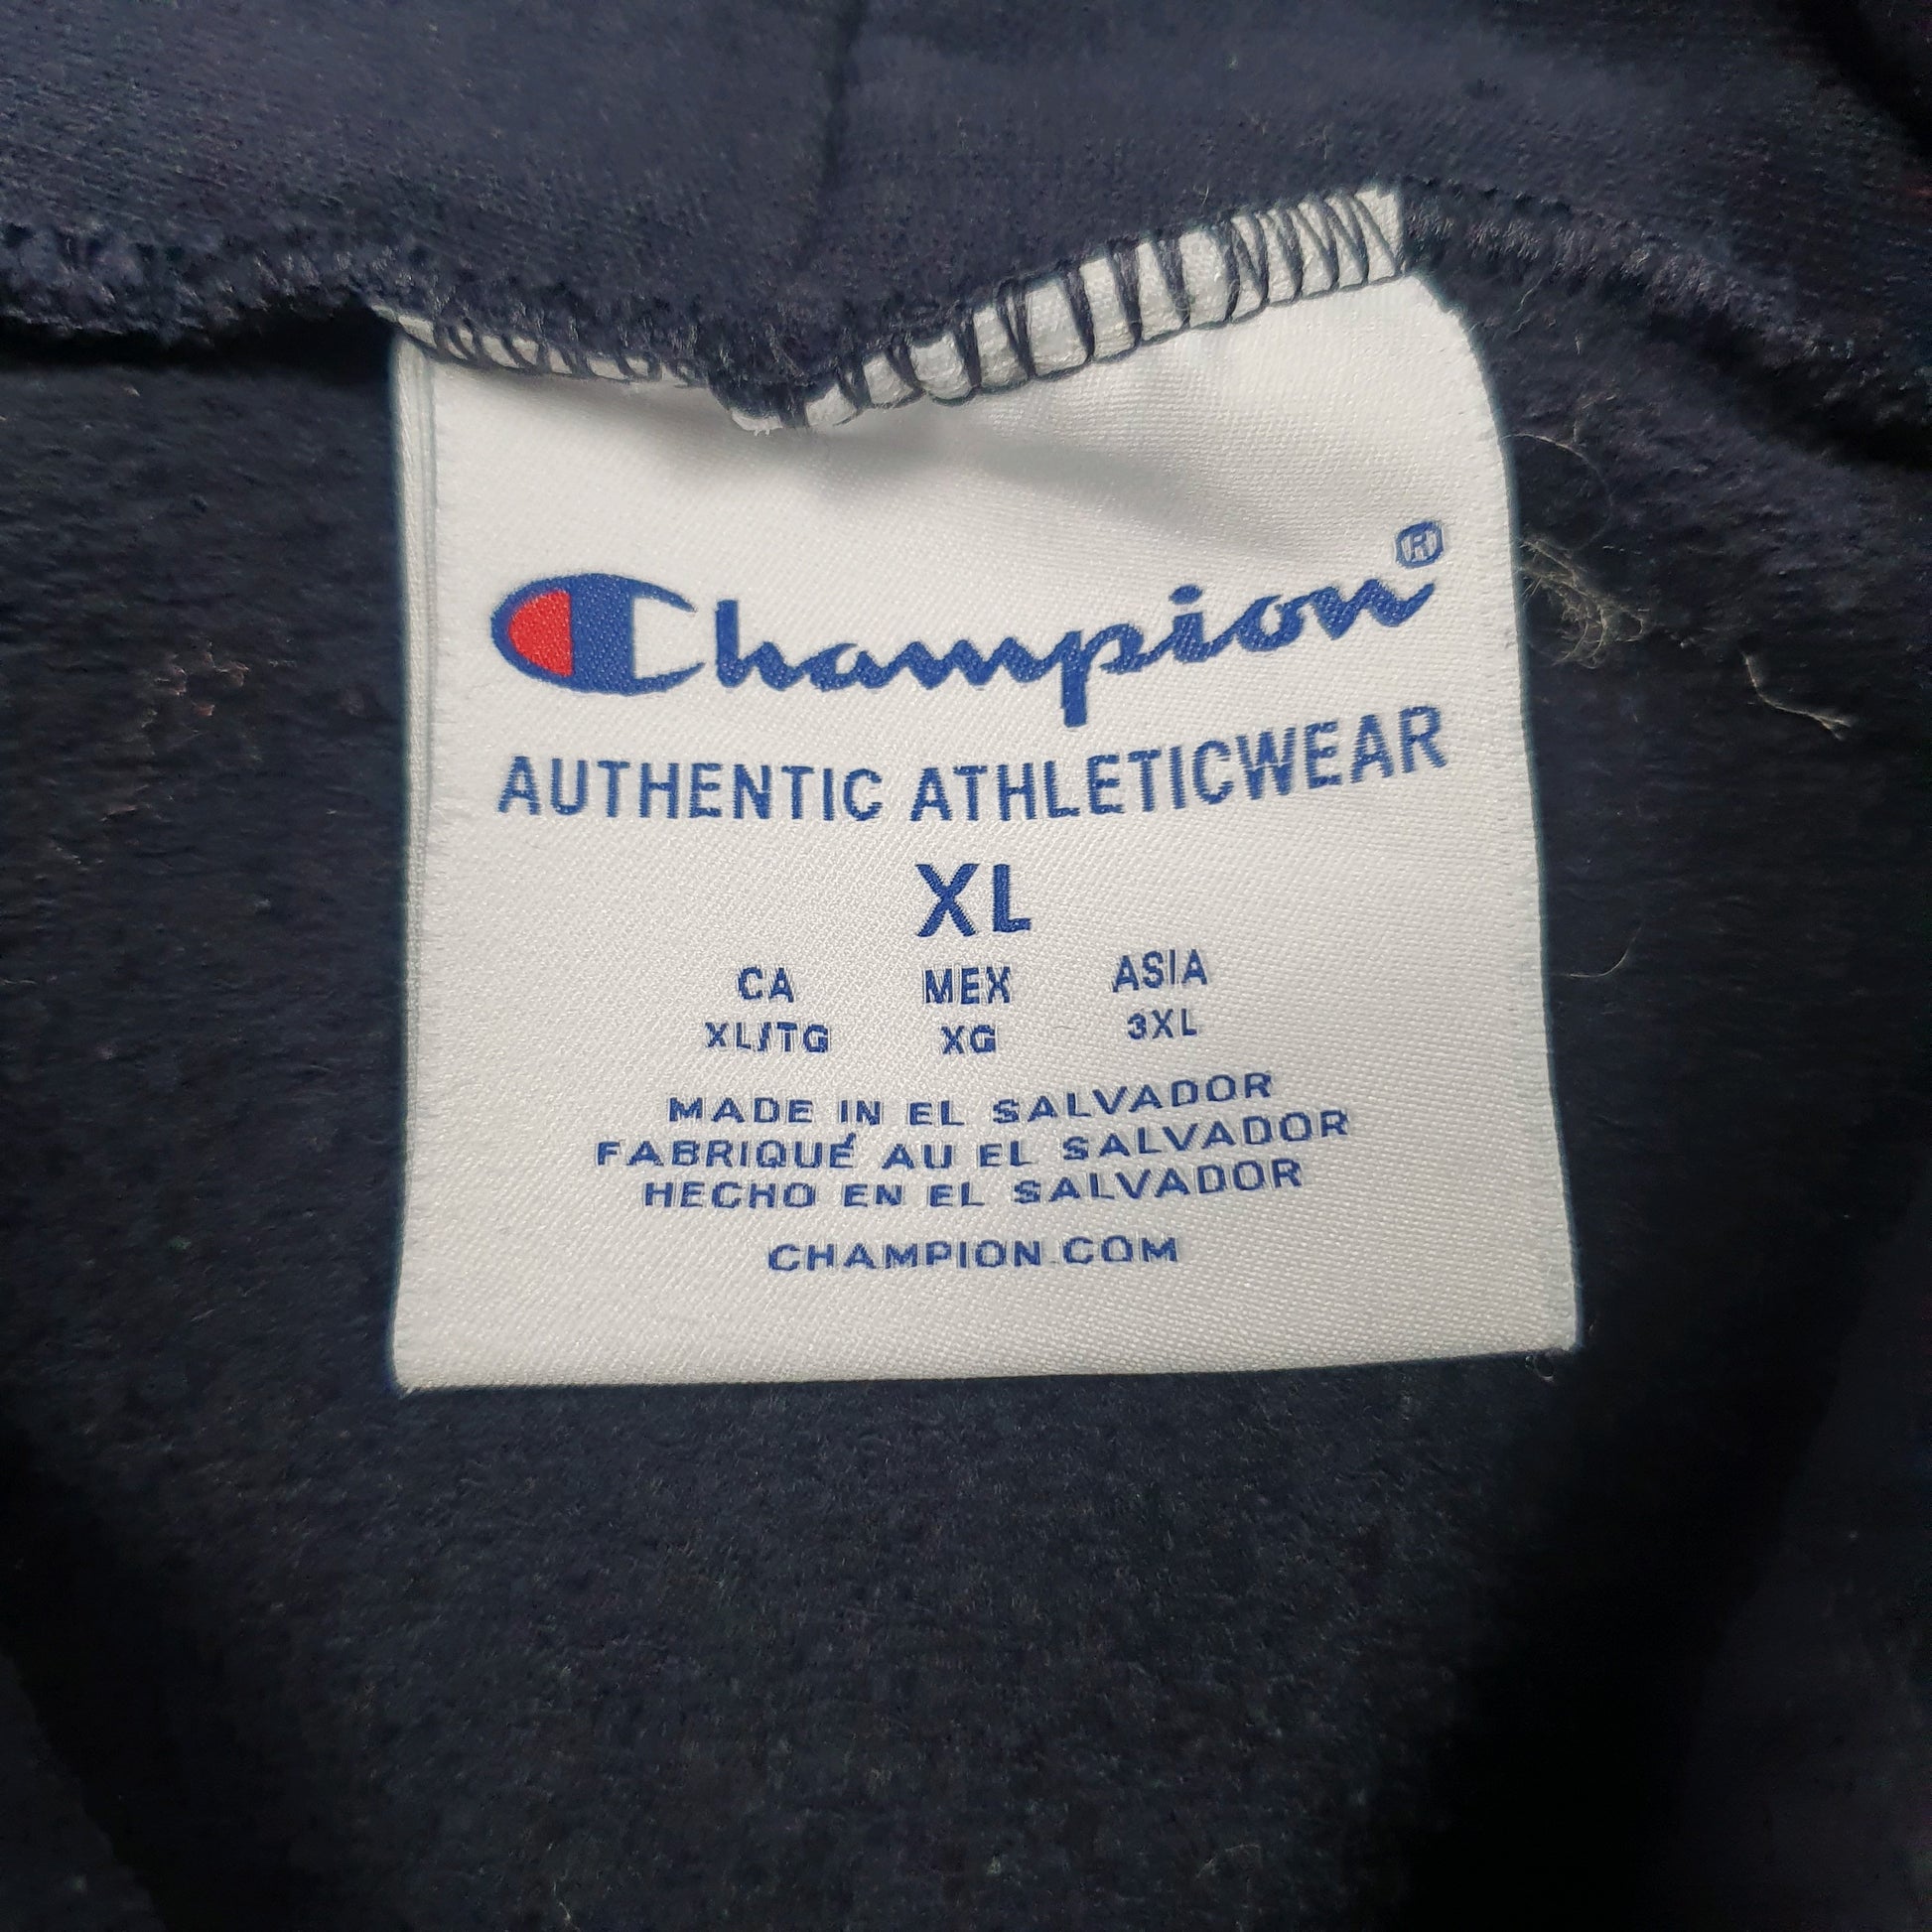 Champion®
AUTHENTIC ATHLETICWEAR
XL
CA MEX ASIA
XL/TG XG 3XL
MADE IN EL SALVADOR
FABRIQUÉ AU EL SALVADOR
HECHO EN EL SALVADOR
CHAMPION.COM